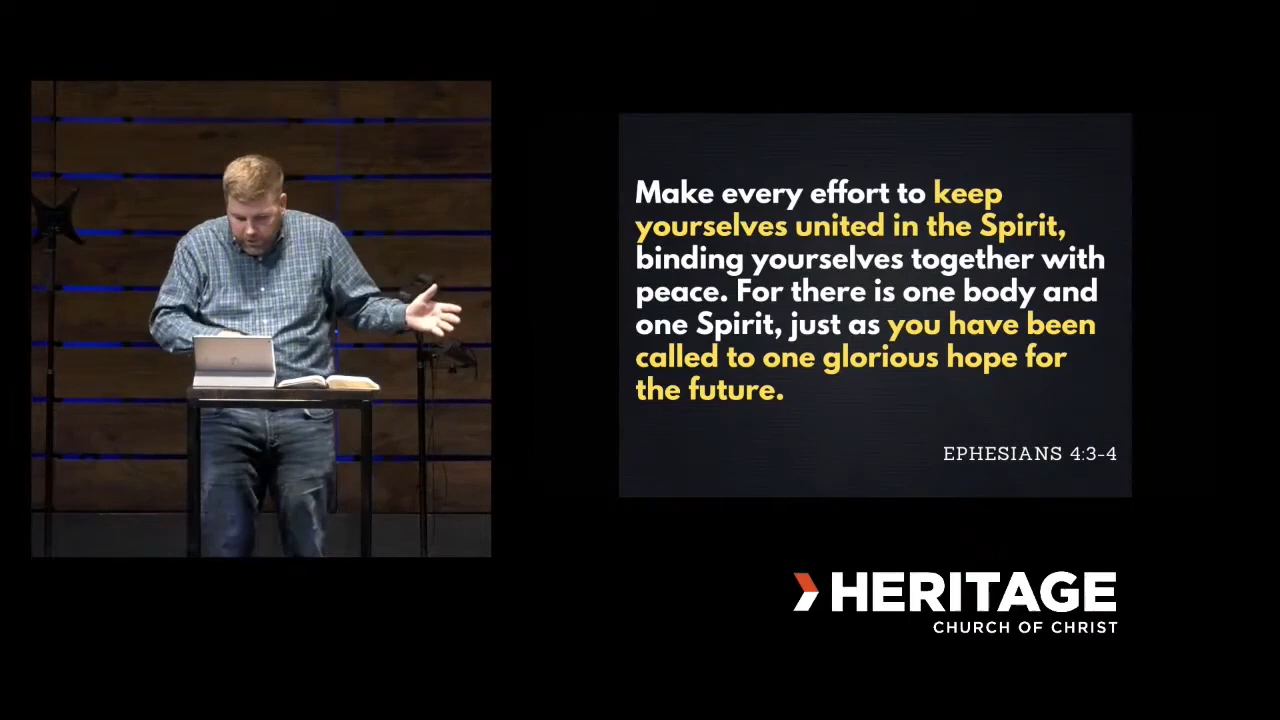 Make every effort to keep
yourselves united in the Spirit,
binding yourselves together with
peace. For there is one body and
one Spirit, just as you have been
called to one glorious hope for
the future.
EPHESIANS 4:3-4
HERITAGE
CHURCH OF CHRIST